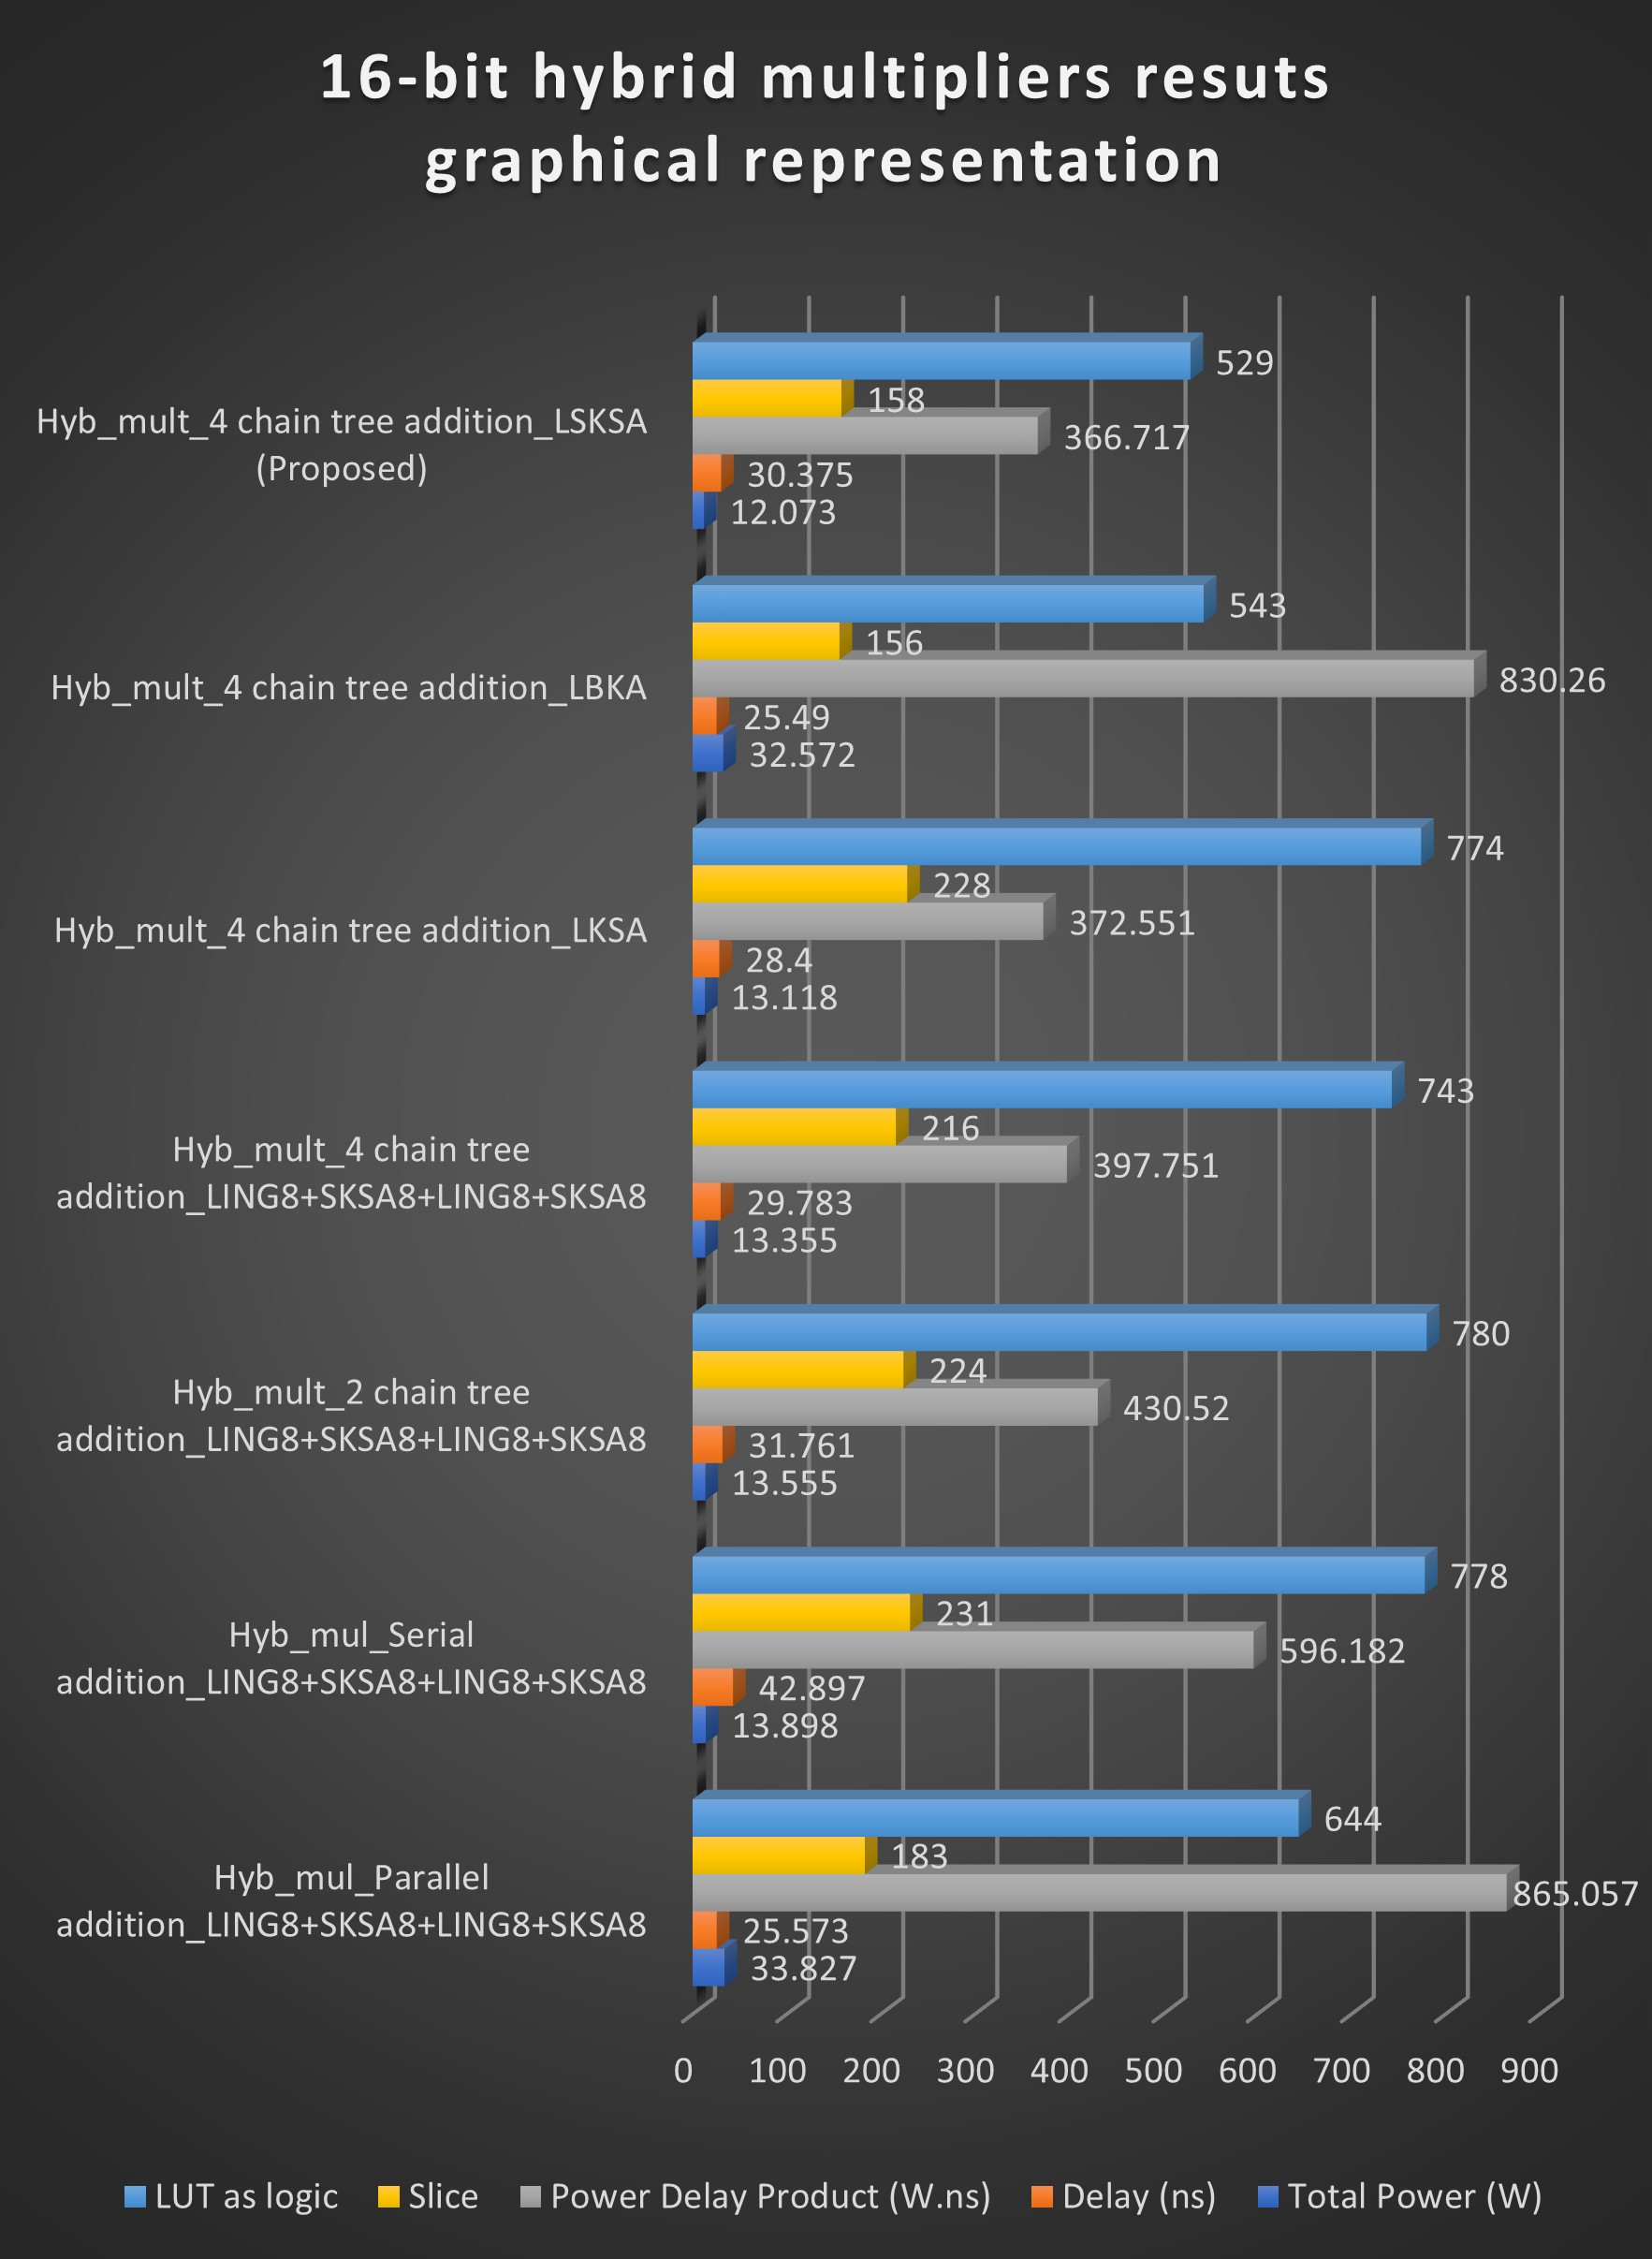 16-bit hybrid multipliers resuts
graphical representation
529
158
366.717
30.375
12.073
Hyb_mult_4 chain tree addition_LSKSA
(Proposed)
543
156
830.26
25.49
32.572
Hyb_mult_4 chain tree addition_LBKA
774
228
372.551
28.4
13.118
Hyb_mult_4 chain tree addition_LKSA
743
216
397.751
29.783
13.355
Hyb_mult_4 chain tree
addition_LING8+SKSA8+LING8+SKSA8
780
224
430.52
31.761
13.555
Hyb_mult_2 chain tree
addition_LING8+SKSA8+LING8+SKSA8
778
231
596.182
42.897
13.898
Hyb_mul_Serial
addition_LING8+SKSA8+LING8+SKSA8
644
183
865.057
25.573
33.827
Hyb_mul_Parallel
addition_LING8+SKSA8+LING8+SKSA8
0 100 200 300 400 500 600 700 800 900
LUT as logic Slice Power Delay Product (W.ns) Delay (ns) Total Power (W)